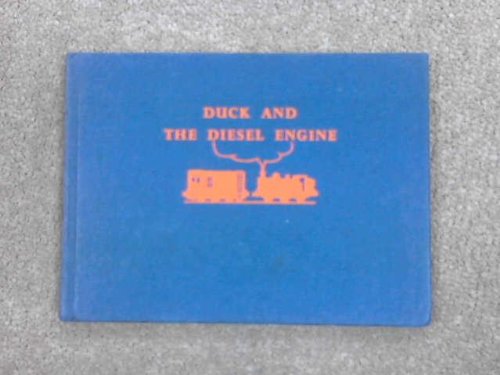 DUCK AND
THE DIESEL ENGINE